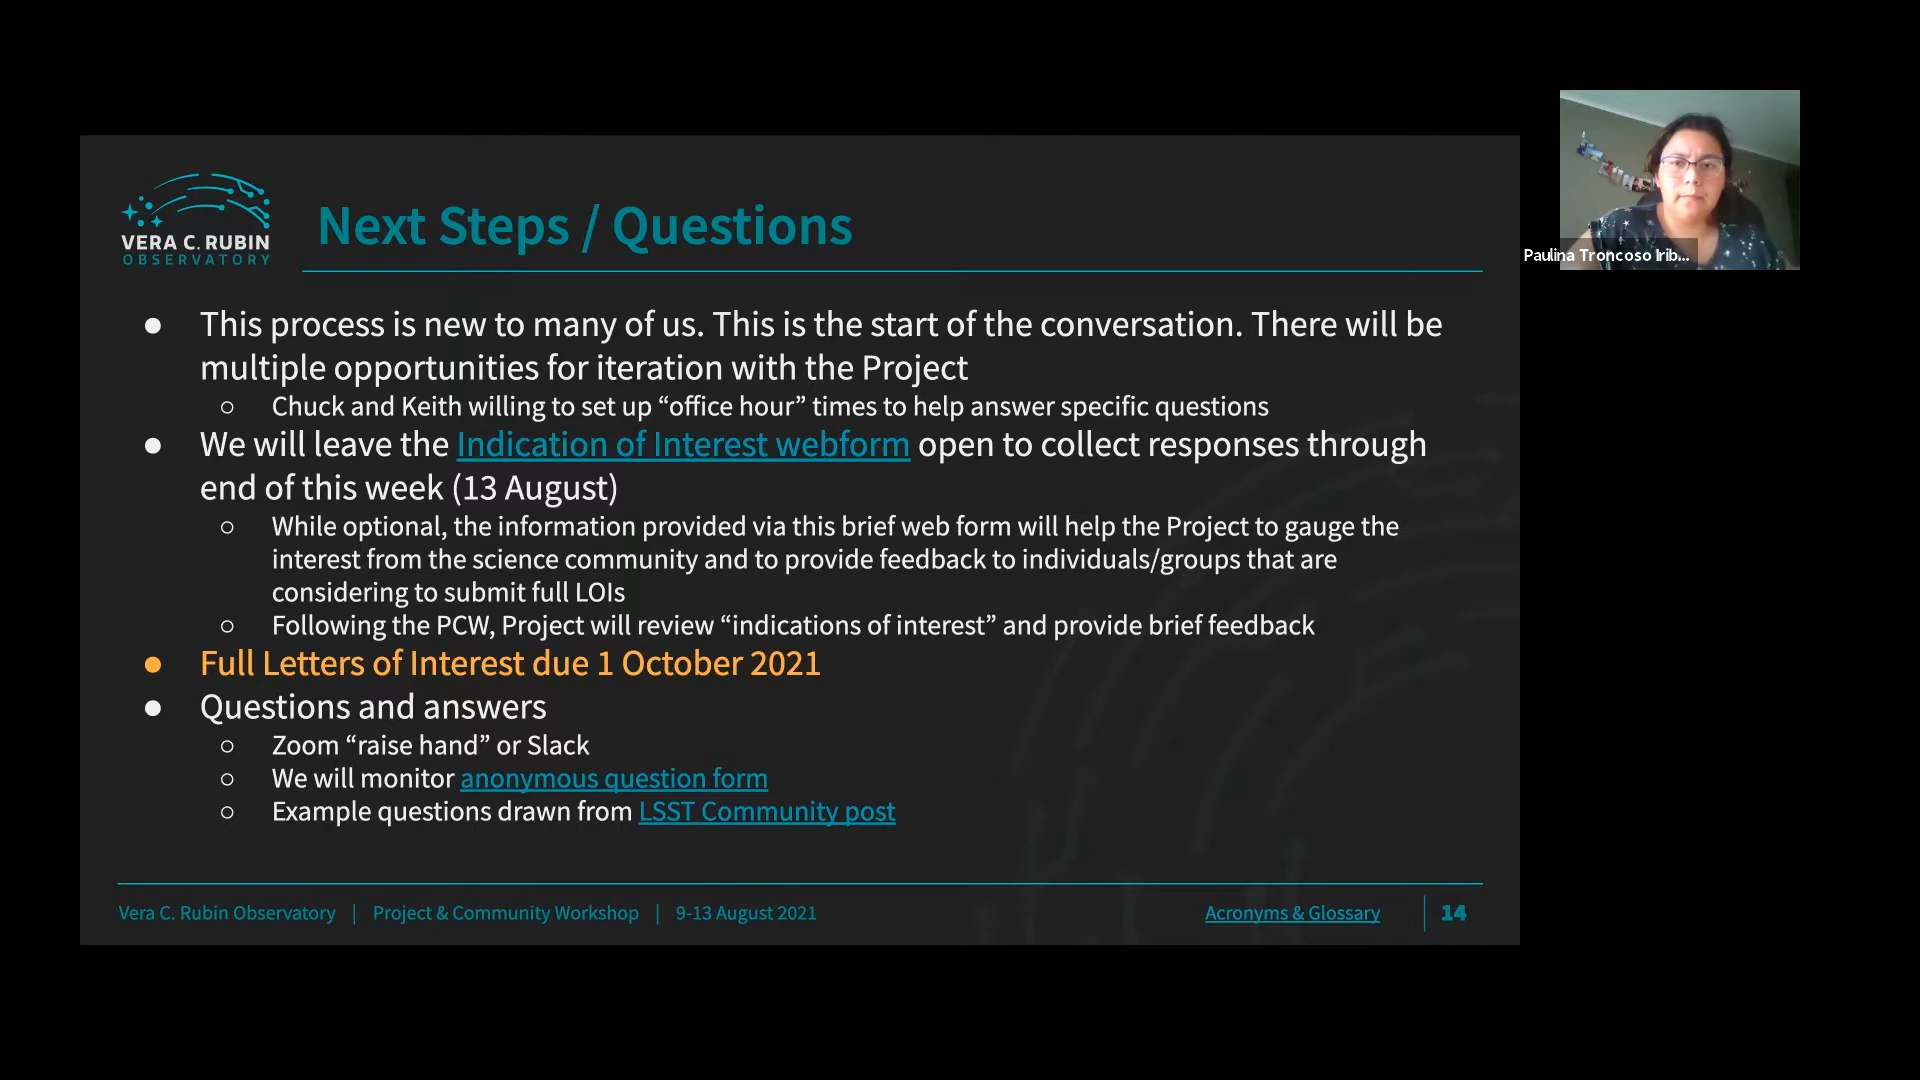 VERA C. RUBIN
OBSERVATORY
Next Steps / Questions
● This process is new to many of us. This is the start of the conversation. There will be
multiple opportunities for iteration with the Project
○ Chuck and Keith willing to set up “office hour” times to help answer specific questions
● We will leave the Indication of Interest webform open to collect responses through
end of this week (13 August)
○ While optional, the information provided via this brief web form will help the Project to gauge the
interest from the science community and to provide feedback to individuals/groups that are
considering to submit full LOIs
○ Following the PCW, Project will review “indications of interest” and provide brief feedback
● Full Letters of Interest due 1 October 2021
● Questions and answers
○ Zoom “raise hand” or Slack
○ We will monitor anonymous question form
○ Example questions drawn from LSST Community post
Vera C. Rubin Observatory | Project & Community Workshop | 9-13 August 2021
Acronyms & Glossary | 14
Paulina Troncoso Irib...